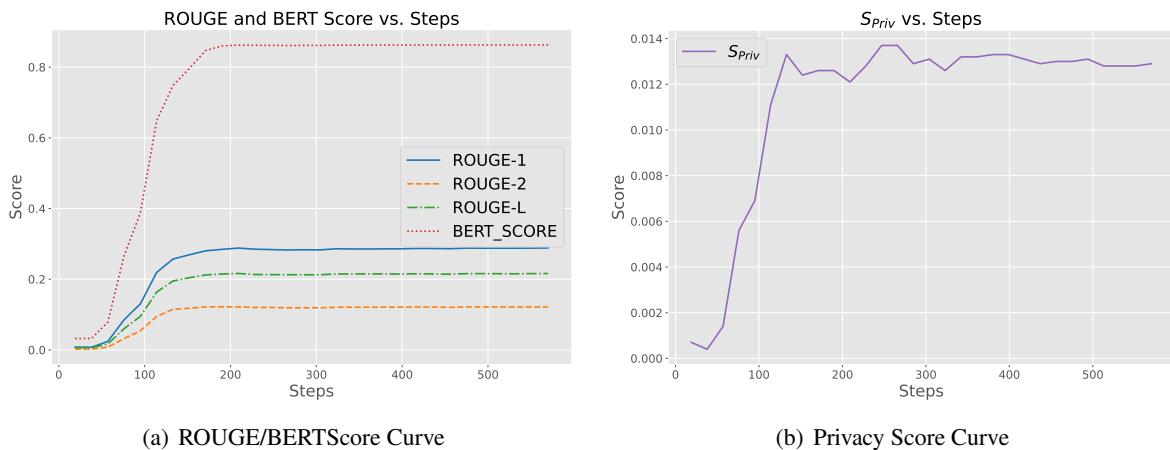 ROUGE and BERT Score vs. Steps
0.8
0.6
0.4
0.2
0.0
Score
ROUGE-1
ROUGE-2
ROUGE-L
BERT_SCORE
0 100 200 300 400 500
Steps
(a) ROUGE/BERTScore Curve
S_Priv vs. Steps
0.014
0.012
0.010
0.008
0.006
0.004
0.002
0.000
Score
S_Priv
0 100 200 300 400 500
Steps
(b) Privacy Score Curve